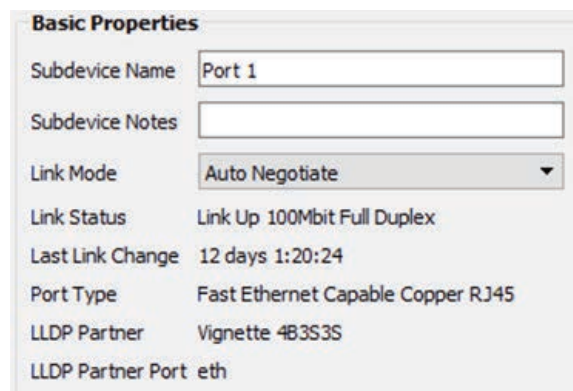 Basic Properties
Subdevice Name Port 1
Subdevice Notes
Link Mode Auto Negotiate
Link Status Link Up 100Mbit Full Duplex
Last Link Change 12 days 1:20:24
Port Type Fast Ethernet Capable Copper RJ45
LLDP Partner Vignette 4B3S3S
LLDP Partner Port eth